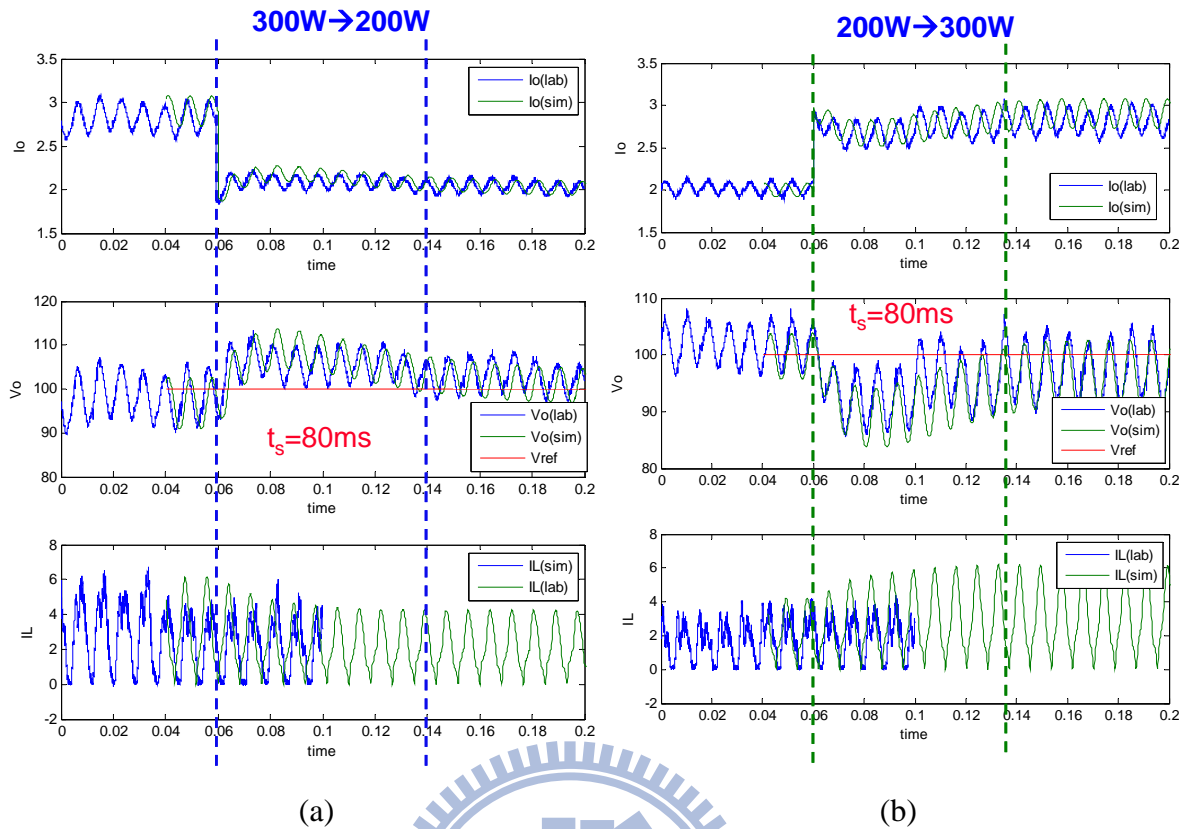 300W→200W
3.5
3
2.5
2
1.5
Io
0 0.02 0.04 0.06 0.08 0.1 0.12 0.14 0.16 0.18 0.2
time
Io(lab)
Io(sim)
120
110
100
90
80
Vo
0 0.02 0.04 0.06 0.08 0.1 0.12 0.14 0.16 0.18 0.2
time
ts=80ms
Vo(lab)
Vo(sim)
Vref
8
6
4
2
0
-2
IL
0 0.02 0.04 0.06 0.08 0.1 0.12 0.14 0.16 0.18 0.2
time
IL(sim)
IL(lab)
(a)
200W→300W
3.5
3
2.5
2
1.5
Io
0 0.02 0.04 0.06 0.08 0.1 0.12 0.14 0.16 0.18 0.2
time
Io(lab)
Io(sim)
110
100
90
80
Vo
0 0.02 0.04 0.06 0.08 0.1 0.12 0.14 0.16 0.18 0.2
time
ts=80ms
Vo(lab)
Vo(sim)
Vref
8
6
4
2
0
-2
IL
0 0.02 0.04 0.06 0.08 0.1 0.12 0.14 0.16 0.18 0.2
time
IL(lab)
IL(sim)
(b)